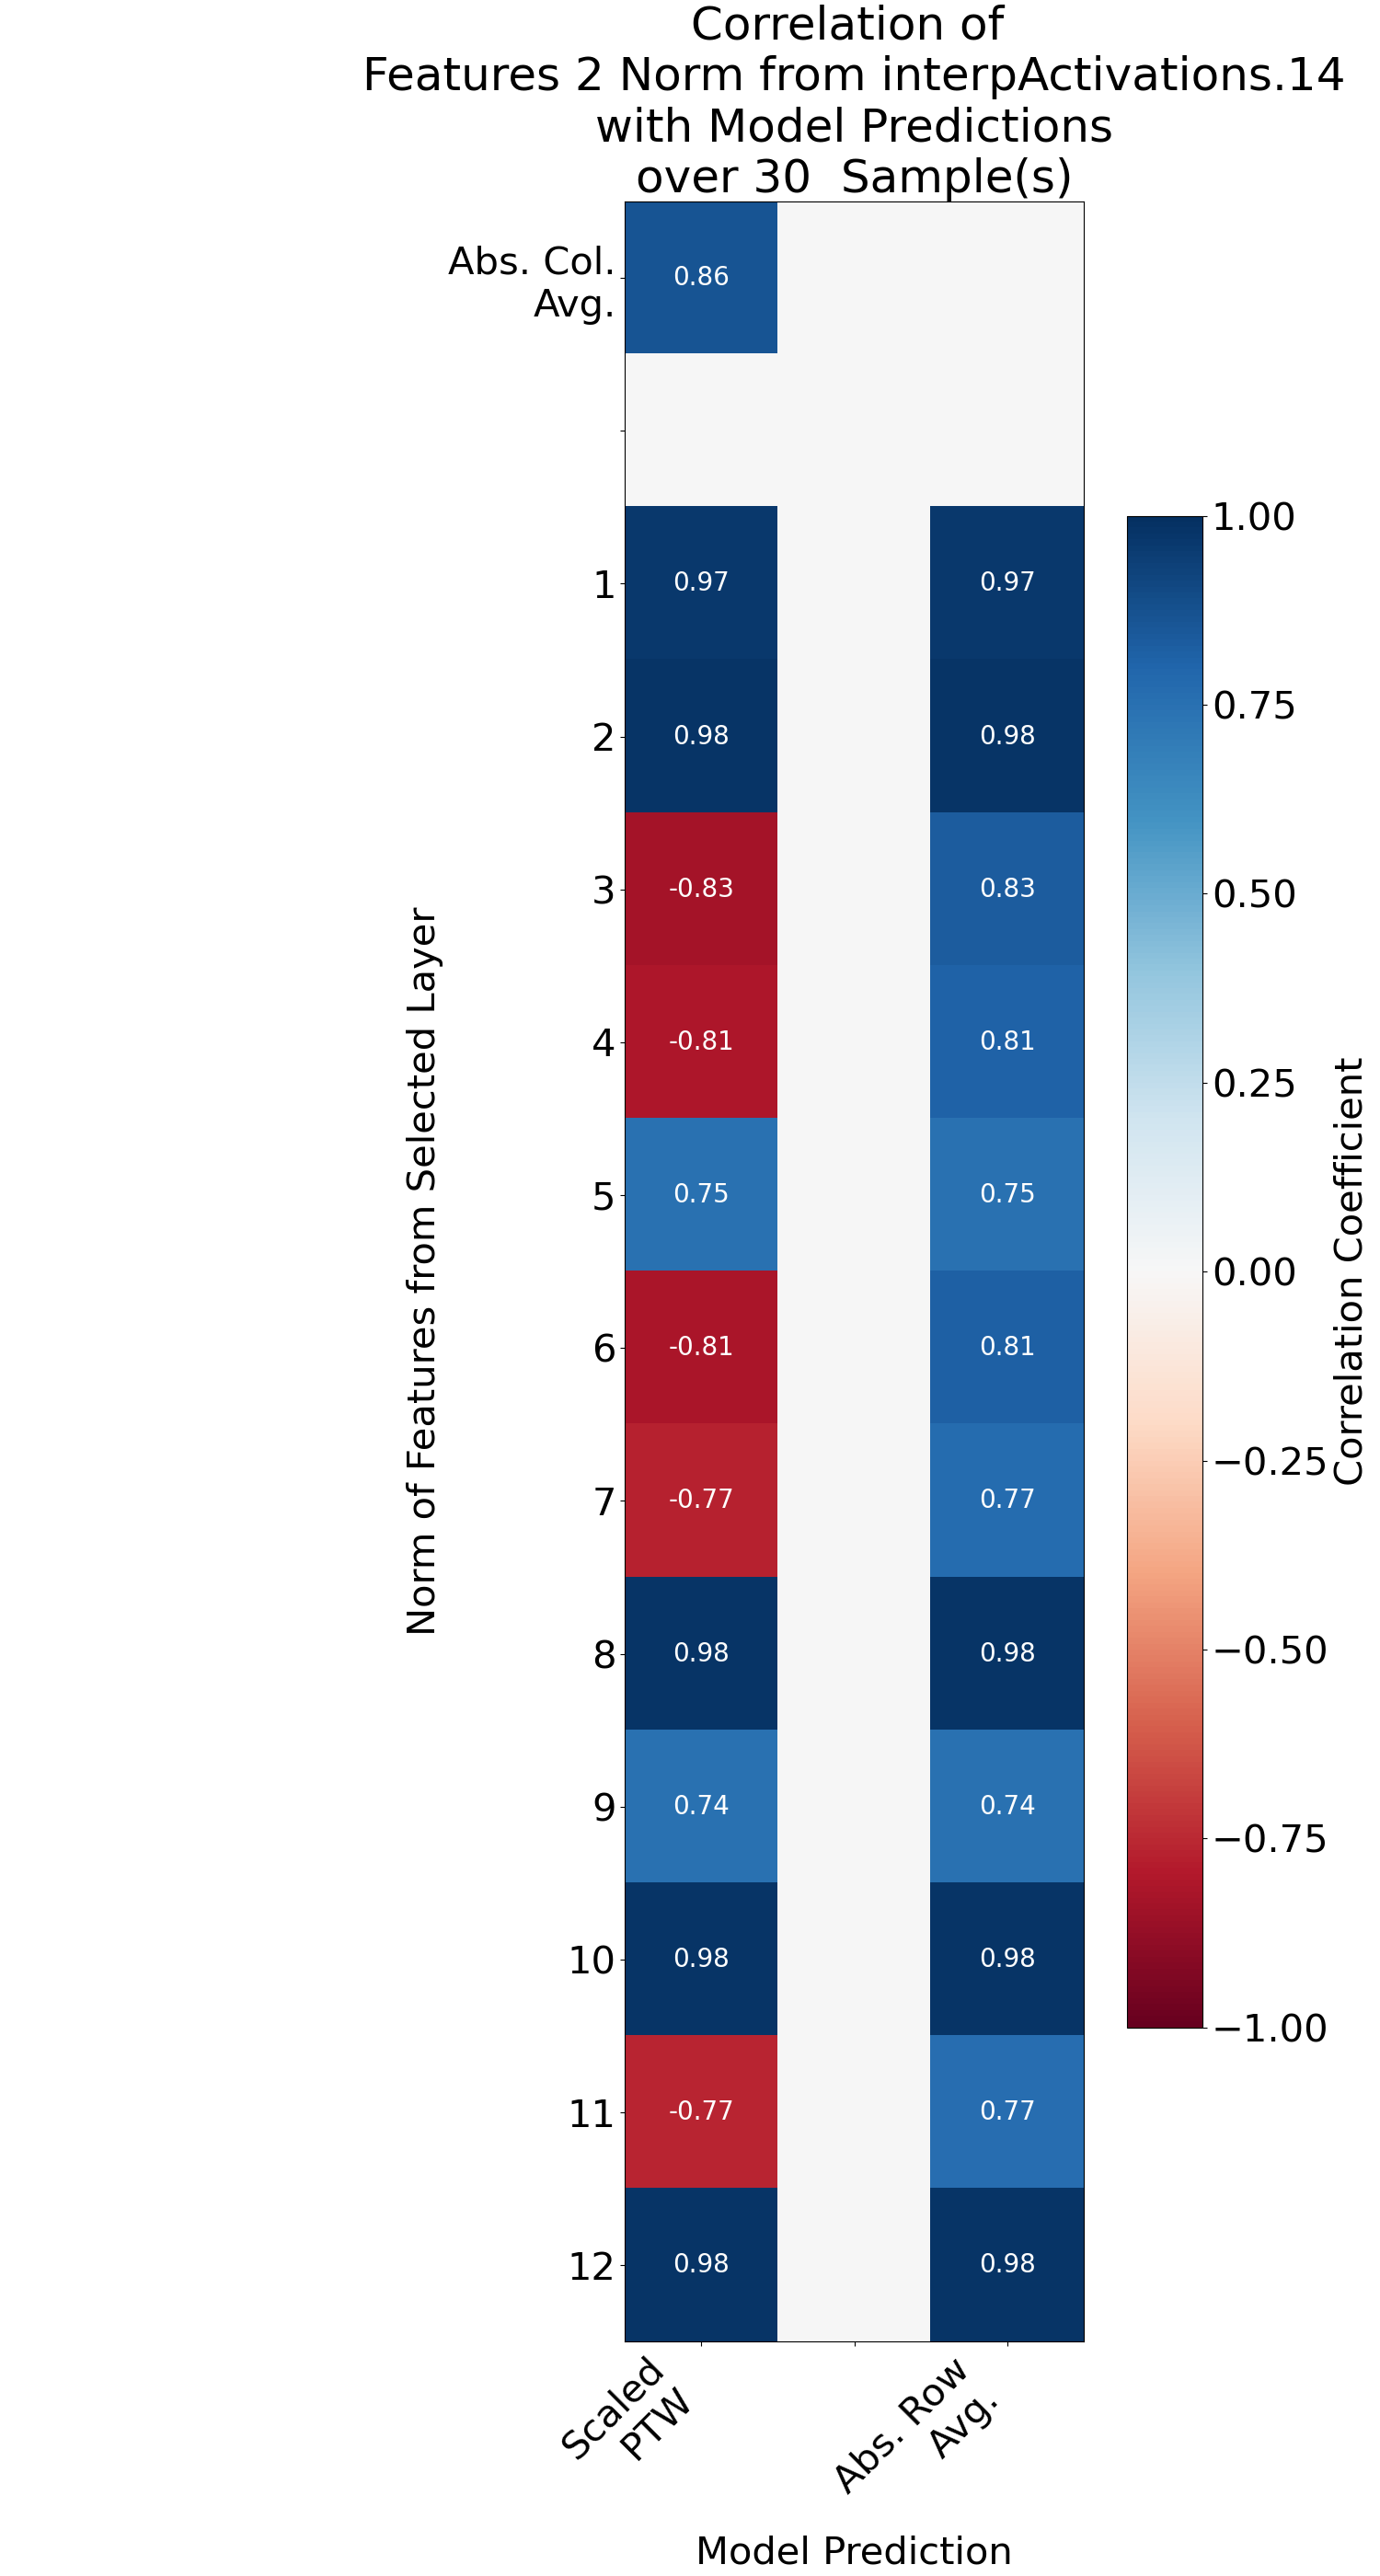 Correlation of
Features 2 Norm from interpActivations.14
with Model Predictions
over 30  Sample(s)
Abs. Col.
Avg.
0.86
1 0.97 0.97
2 0.98 0.98
3 -0.83 0.83
4 -0.81 0.81
5 0.75 0.75
6 -0.81 0.81
7 -0.77 0.77
8 0.98 0.98
9 0.74 0.74
10 0.98 0.98
11 -0.77 0.77
12 0.98 0.98
Norm of Features from Selected Layer
Scaled
PTW
Abs. Row
Avg.
Model Prediction
1.00
0.75
0.50
0.25
0.00
−0.25
−0.50
−0.75
−1.00
Correlation Coefficient